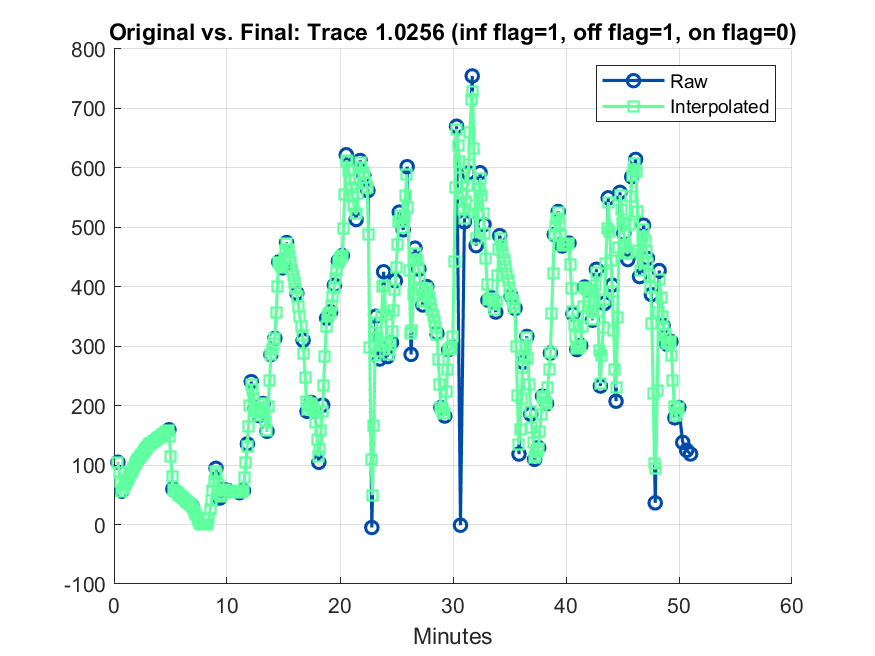 Original vs. Final: Trace 1.0256 (inf flag=1, off flag=1, on flag=0)
800
700
600
500
400
300
200
100
0
-100
Raw
Interpolated
0 10 20 30 40 50 60
Minutes